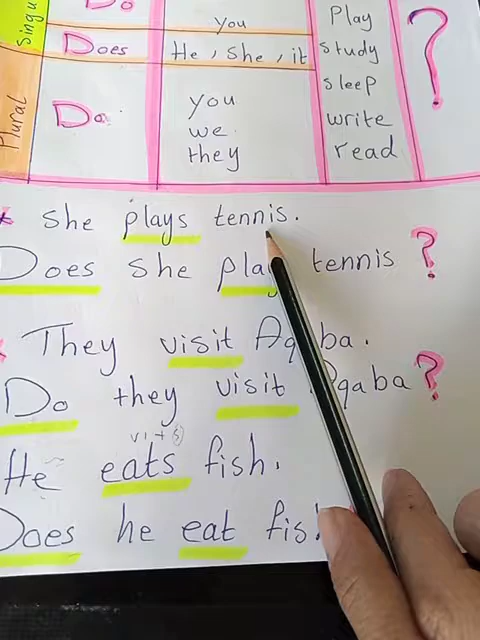 Singu
Do
you
Play
Does
He, she, it
study
sleep
Plural
Do
you
write
we
read
they
?
* She plays tennis.
Does she play tennis ?
They visit Aqaba.
Do they visit Aqaba ?
v1+s
He eats fish.
Does he eat fish